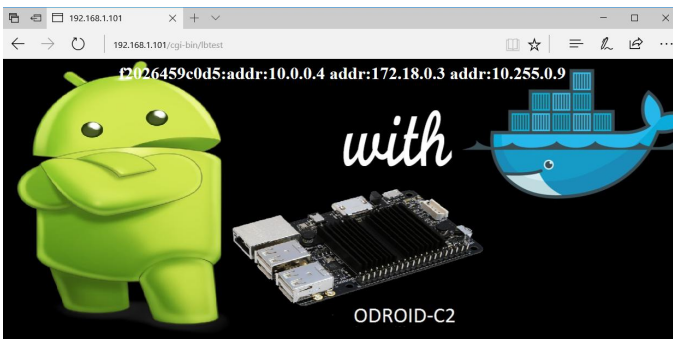 192.168.1.101
192.168.1.101/cgi-bin/lbtest
f2026459c0d5:addr:10.0.0.4 addr:172.18.0.3 addr:10.255.0.9
with
ODROID-C2